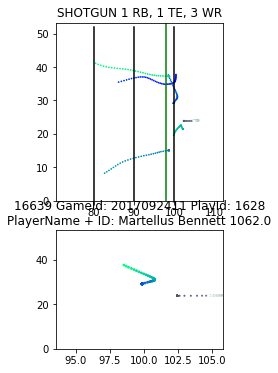 SHOTGUN 1 RB, 1 TE, 3 WR
50
40
30
20
10
0
80 90 100 110
16639 GameId: 2017092411 PlayId: 1628
PlayerName + ID: Martellus Bennett 1062.0
40
20
0
95.0 97.5 100.0 102.5 105.0